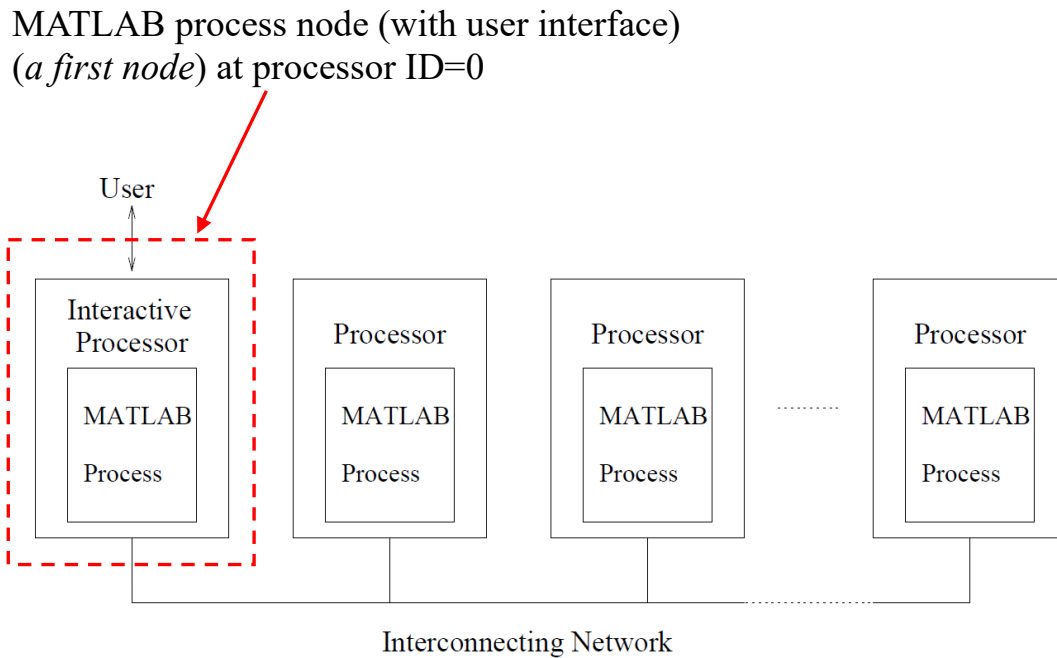 MATLAB process node (with user interface)
(a first node) at processor ID=0
User
Interactive
Processor
MATLAB
Process
Processor
MATLAB
Process
Processor
MATLAB
Process
Processor
MATLAB
Process
Interconnecting Network